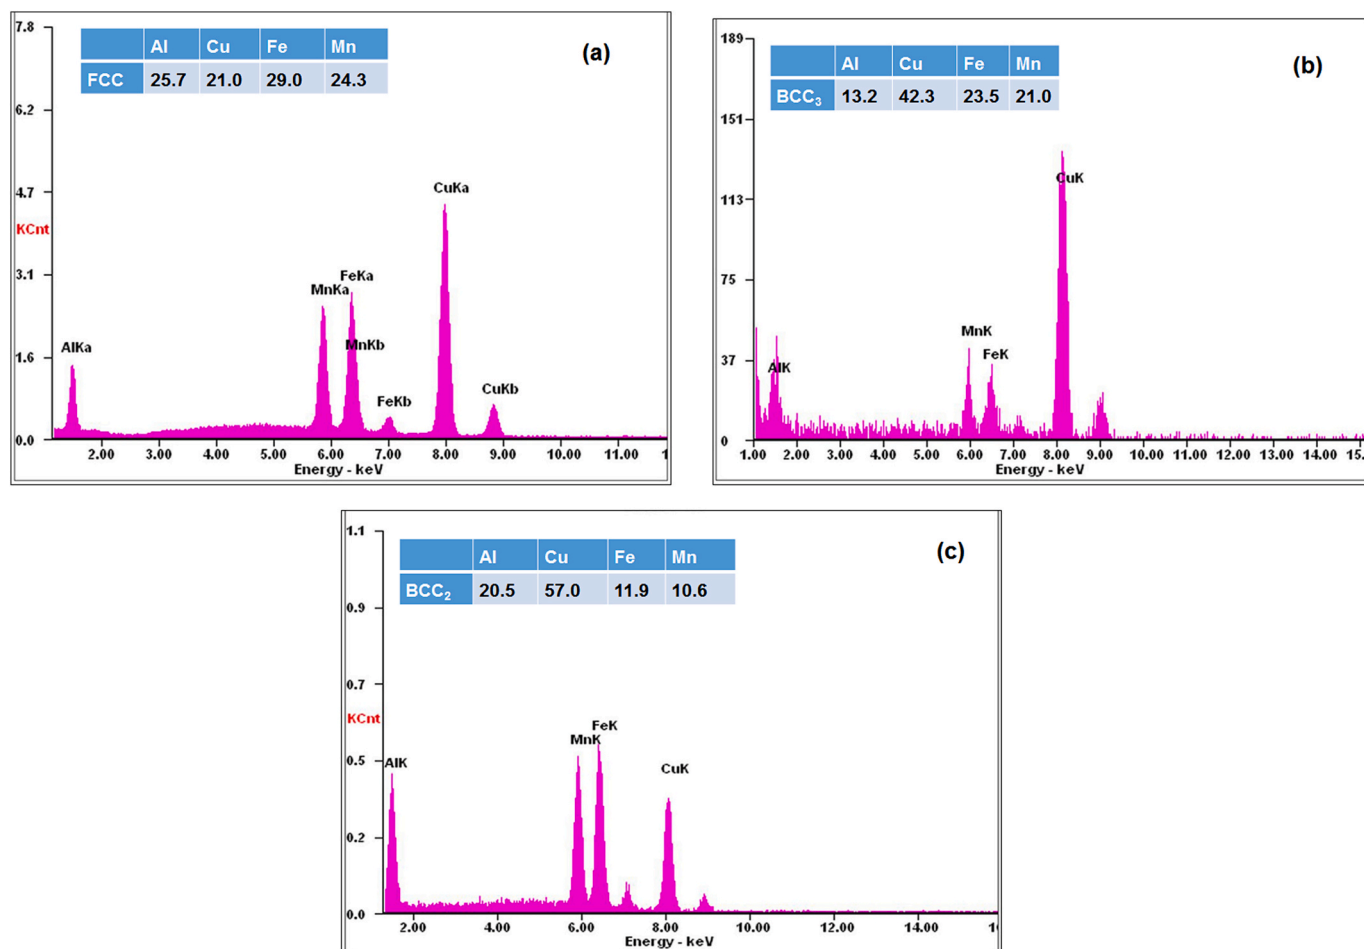 (a)
Al Cu Fe Mn
FCC 25.7 21.0 29.0 24.3
7.8
6.2
4.7
KCnt
3.1
1.6
0.0
AlKa
MnKa
FeKa
MnKb
FeKb
CuKa
CuKb
2.00 3.00 4.00 5.00 6.00 7.00 8.00 9.00 10.00 11.00 1
Energy - keV
(b)
Al Cu Fe Mn
BCC₃ 13.2 42.3 23.5 21.0
189
151
113
75
37
0
AlK
MnK
FeK
CuK
1.00 2.00 3.00 4.00 5.00 6.00 7.00 8.00 9.00 10.00 11.00 12.00 13.00 14.00 15.
Energy - keV
(c)
Al Cu Fe Mn
BCC₂ 20.5 57.0 11.9 10.6
1.1
0.9
0.7
KCnt
0.5
0.2
0.0
AlK
MnK
FeK
CuK
2.00 4.00 6.00 8.00 10.00 12.00 14.00 1
Energy - keV